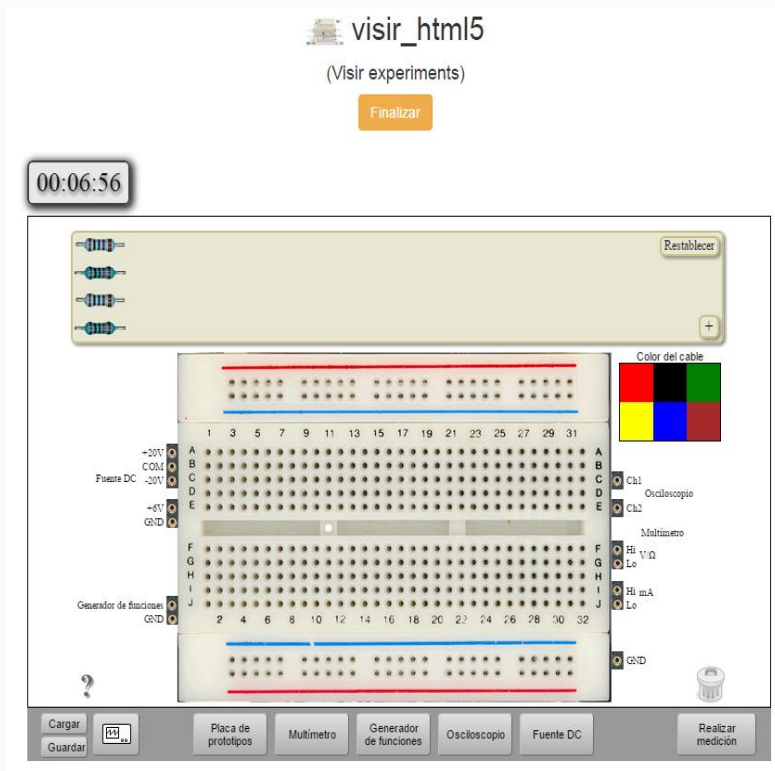 visir_html5
(Visir experiments)
Finalizar
00:06:56
Restablecer
+
Color del cable
1 3 5 7 9 11 13 15 17 19 21 23 25 27 29 31
A A
B B
C C
D D
E E
+20V
COM
Fuente DC -20V
+6V
GND
Ch1
Osciloscopio
Ch2
Multímetro
F F
G G
H H
I I
J J
Hi V/Ω
Lo
Hi mA
Lo
Generador de funciones
GND
2 4 6 8 10 12 14 16 18 20 22 24 26 28 30 32
GND
?
Cargar
Guardar
Placa de
prototipos
Multímetro
Generador
de funciones
Osciloscopio
Fuente DC
Realizar
medición